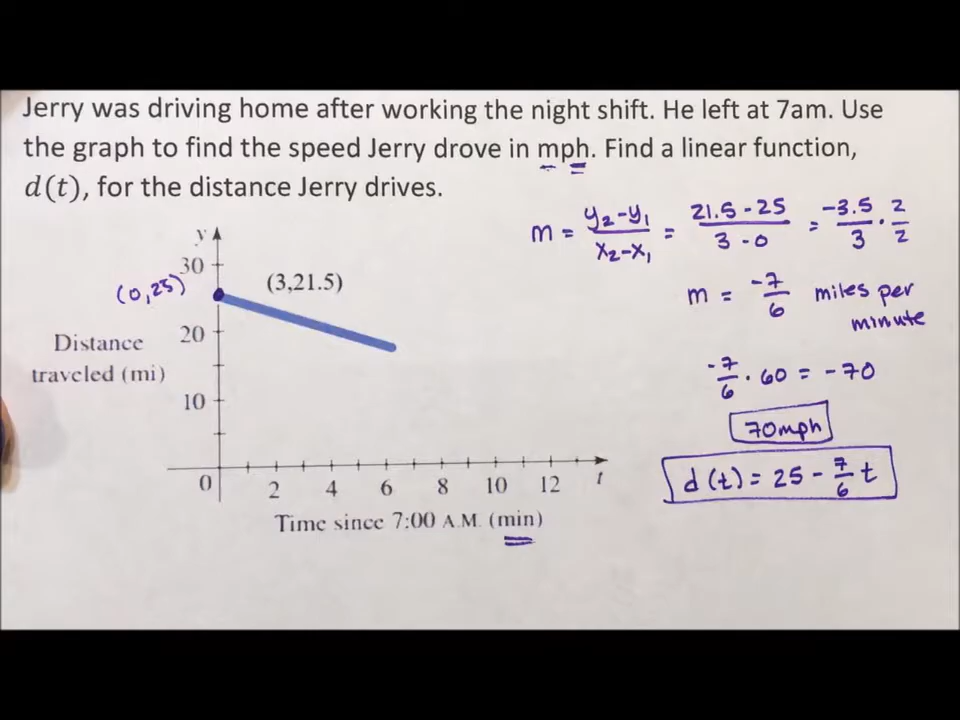 Jerry was driving home after working the night shift. He left at 7am. Use
the graph to find the speed Jerry drove in mph. Find a linear function,
d(t), for the distance Jerry drives.
y
30
(0,25)
(3,21.5)
20
10
0
2 4 6 8 10 12 t
Distance
traveled (mi)
Time since 7:00 A.M. (min)
m = y₂-y₁/x₂-x₁ = 21.5-25/3-0 = -3.5/3 · 2/2
m = -7/6 miles per
minute
-7/6 · 60 = -70
70mph
d(t) = 25 - 7/6 t